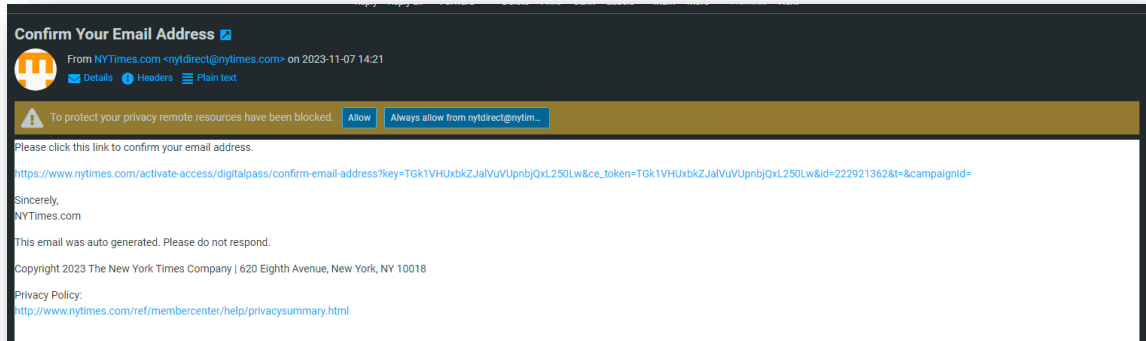 Confirm Your Email Address
From NYTimes.com <nytdirect@nytimes.com> on 2023-11-07 14:21
Details Headers Plain text
To protect your privacy remote resources have been blocked. Allow Always allow from nytdirect@nytim...
Please click this link to confirm your email address.
https://www.nytimes.com/activate-access/digitalpass/confirm-email-address?key=TGk1VHUxbkZJalVuVUpnbjQxL250Lw&ce_token=TGk1VHUxbkZJalVuVUpnbjQxL250Lw&id=222921362&t=&campaignId=
Sincerely,
NYTimes.com
This email was auto generated. Please do not respond.
Copyright 2023 The New York Times Company | 620 Eighth Avenue, New York, NY 10018
Privacy Policy:
http://www.nytimes.com/ref/membercenter/help/privacysummary.html